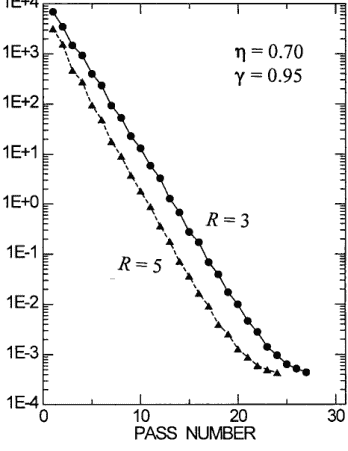 1E+4
η = 0.70
1E+3
γ = 0.95
1E+2
1E+1
1E+0
R = 3
1E-1
R = 5
1E-2
1E-3
1E-4
0 10 20 30
PASS NUMBER